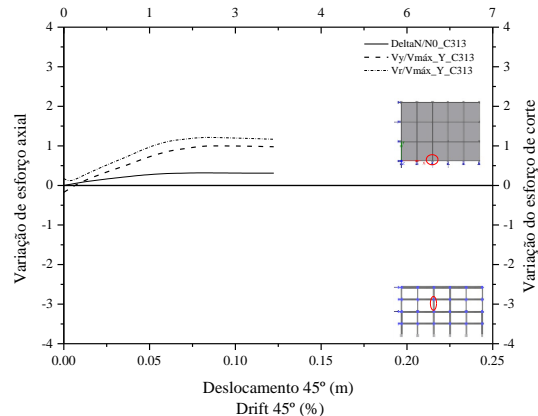 0 1 2 3 4 5 6 7
DeltaN/N0_C313
Vy/Vmáx_Y_C313
Vr/Vmáx_Y_C313
Variação de esforço axial
4
3
2
1
0
-1
-2
-3
-4
4
3
2
1
0
-1
-2
-3
-4
Variação do esforço de corte
0.00 0.05 0.10 0.15 0.20 0.25
Deslocamento 45º (m)
Drift 45º (%)